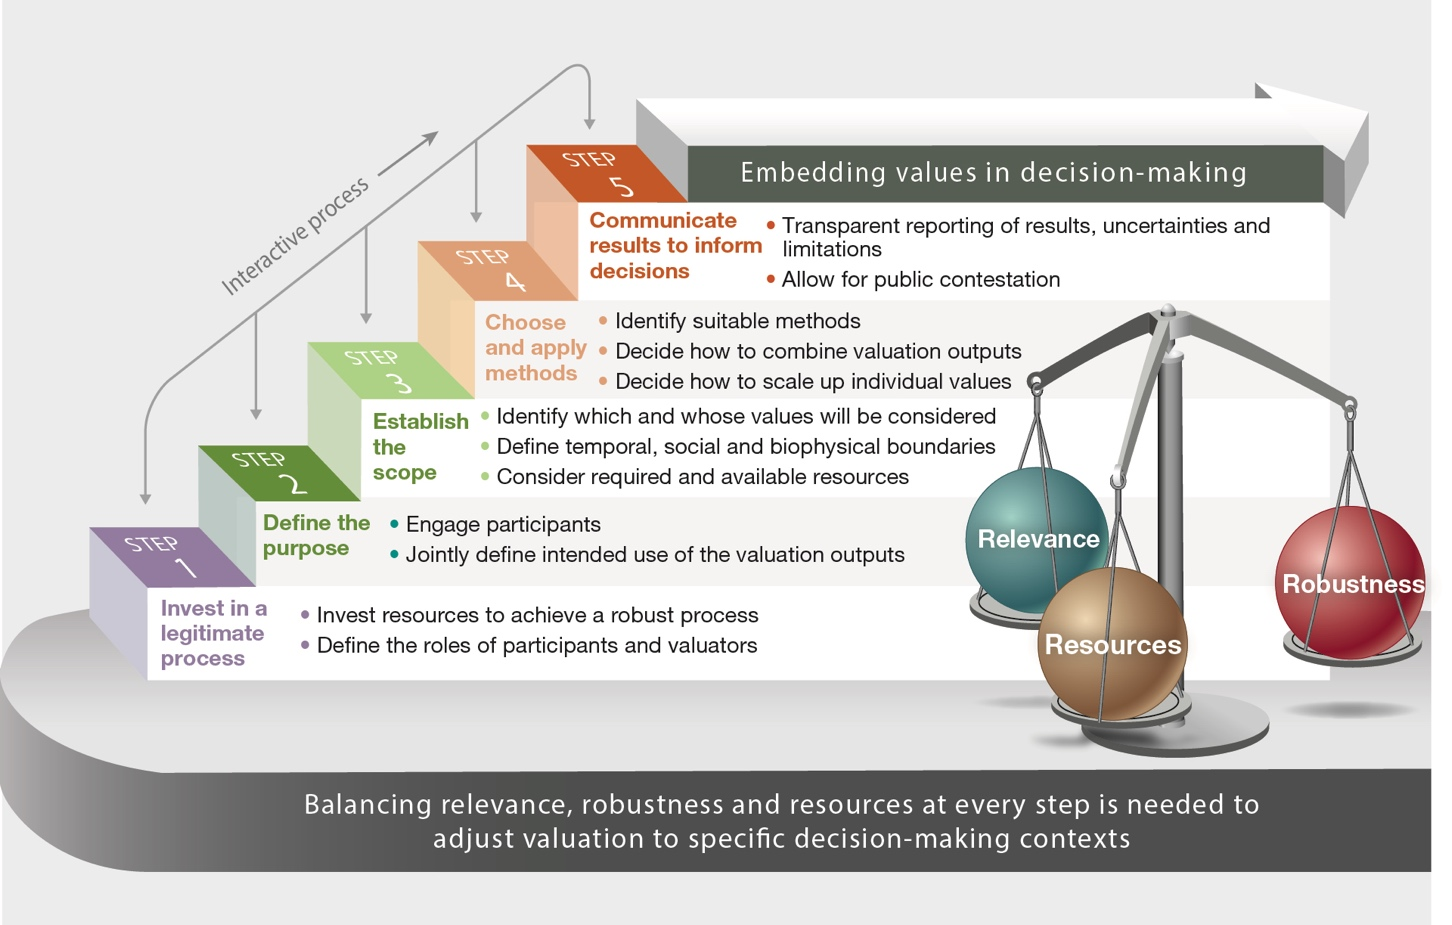 Interactive process
STEP
5
Embedding values in decision-making
Communicate
results to inform
decisions
• Transparent reporting of results, uncertainties and
limitations
• Allow for public contestation
STEP
4
Choose
and apply
methods
• Identify suitable methods
• Decide how to combine valuation outputs
• Decide how to scale up individual values
STEP
3
Establish
the
scope
• Identify which and whose values will be considered
• Define temporal, social and biophysical boundaries
• Consider required and available resources
STEP
2
Define the
purpose
• Engage participants
• Jointly define intended use of the valuation outputs
STEP
1
Invest in a
legitimate
process
• Invest resources to achieve a robust process
• Define the roles of participants and valuators
Relevance
Resources
Robustness
Balancing relevance, robustness and resources at every step is needed to
adjust valuation to specific decision-making contexts